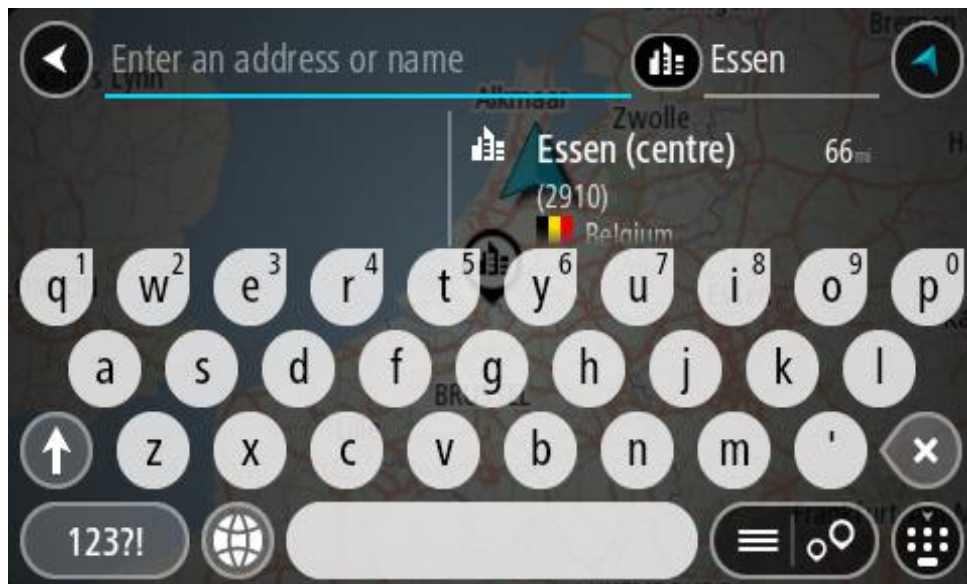 Enter an address or name
Essen
Alkmaar
Zwolle
Essen (centre) 66mi
(2910)
Belgium
q1 w2 e3 r4 t5 y6 u7 i8 o9 p0
a s d f g h j k l
z x c v b n m '
123?!